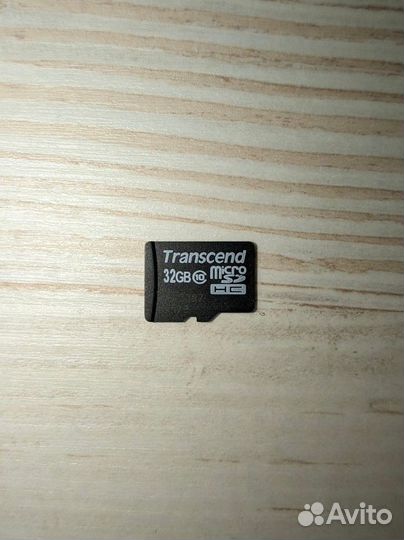 Transcend
32GB 10 micro SD HC
Avito